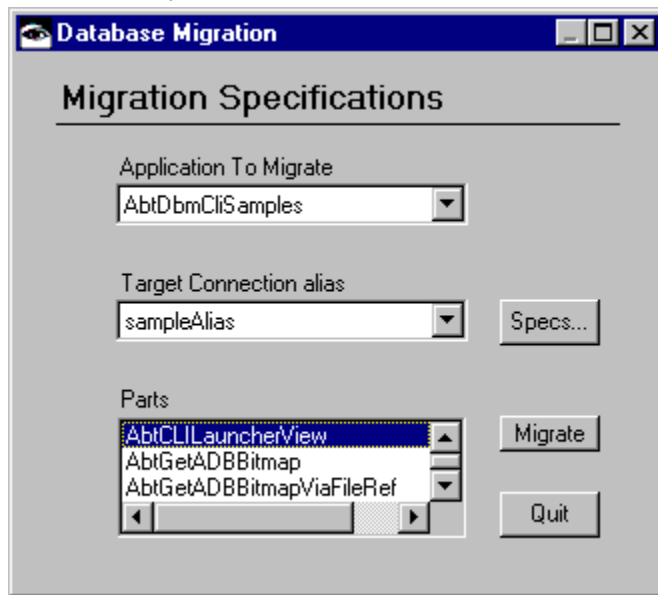 Database Migration
Migration Specifications
Application To Migrate
AbtDbmCliSamples
Target Connection alias
sampleAlias
Specs...
Parts
AbtCLILauncherView
AbtGetADBBitmap
AbtGetADBBitmapViaFileRef
Migrate
Quit